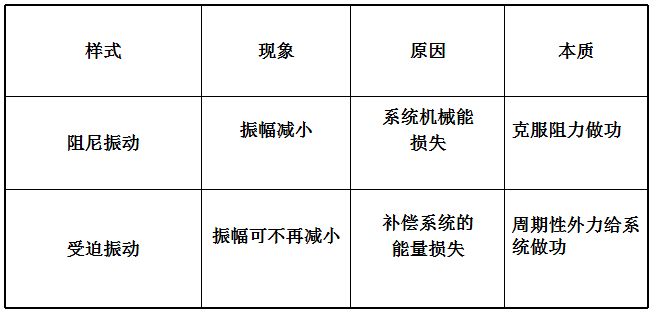 样式 现象 原因 本质
阻尼振动 振幅减小 系统机械能 克服阻力做功
损失
受迫振动 振幅可不再减小 补偿系统的 周期性外力给系
能量损失 统做功